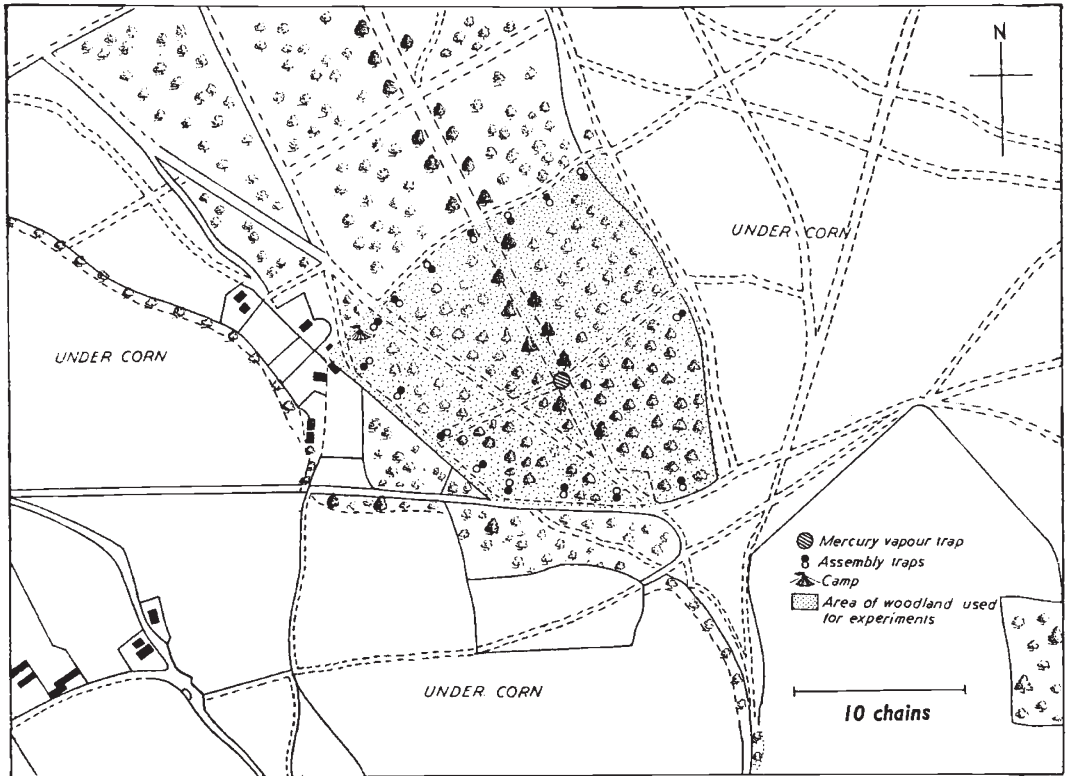 N
UNDER CORN
UNDER CORN
Mercury vapour trap
Assembly traps
Camp
Area of woodland used
for experiments
UNDER CORN
10 chains